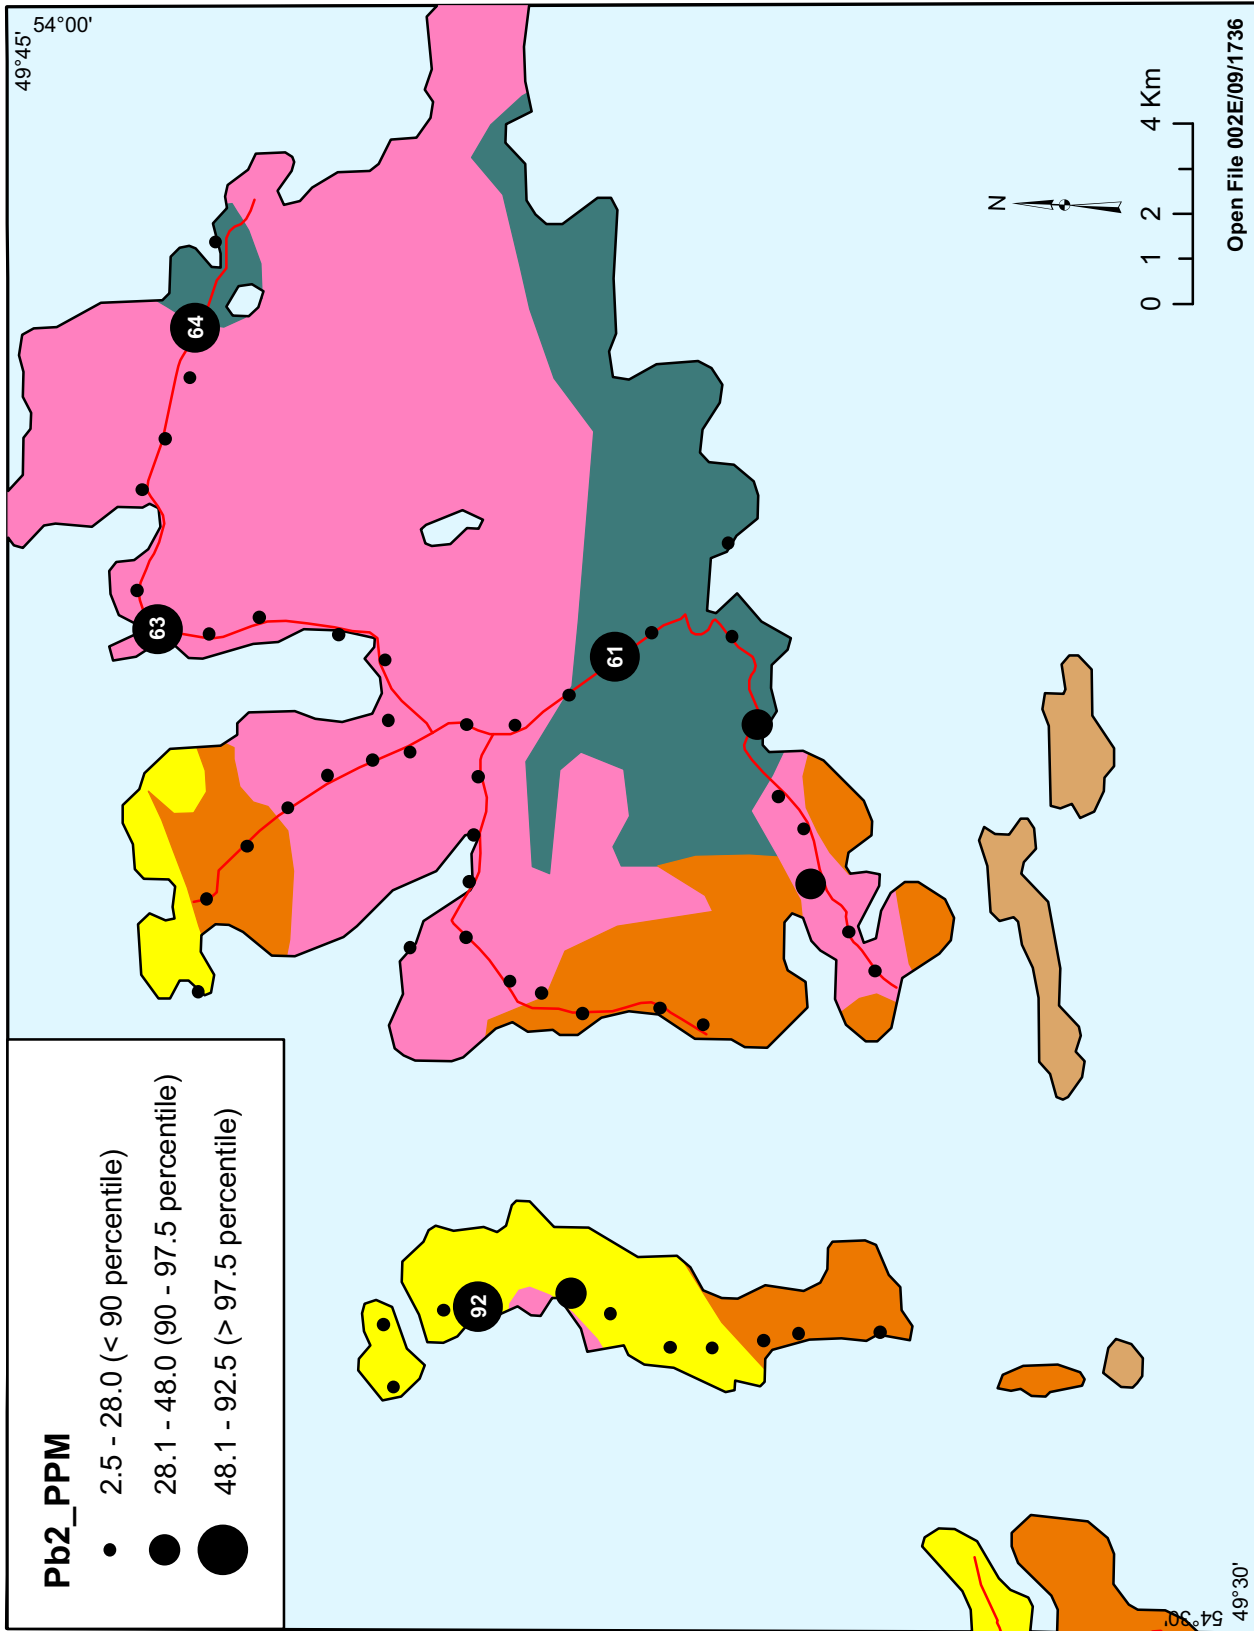 49°45'
54°00'
64
63
61
92
Pb2_PPM
2.5 - 28.0 (< 90 percentile)
28.1 - 48.0 (90 - 97.5 percentile)
48.1 - 92.5 (> 97.5 percentile)
N
0 1 2 4 Km
Open File 002E/09/1736
54°30'
49°30'